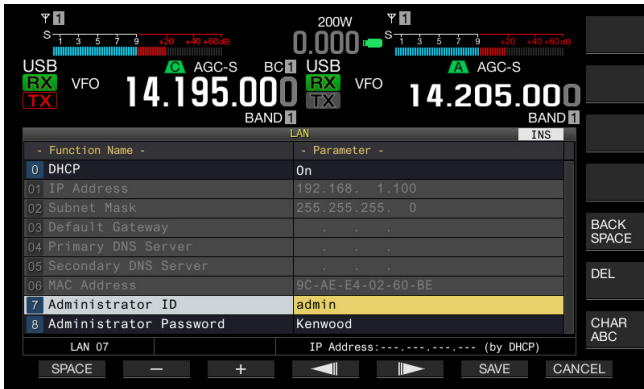 1 200W 1
S 1 3 5 7 9 +20 +40 +60dB 0.000 S 1 3 5 7 9 +20 +40 +60dB
USB C AGC-S BC1 USB A AGC-S
RX VFO 14.195.000 RX VFO 14.205.000
TX TX
BAND 1 BAND 1
LAN INS
- Function Name - - Parameter -
0 DHCP On
01 IP Address 192.168. 1.100
02 Subnet Mask 255.255.255. 0
03 Default Gateway . . .
04 Primary DNS Server . . .
05 Secondary DNS Server . . .
06 MAC Address 9C-AE-E4-02-60-BE
7 Administrator ID admin
8 Administrator Password Kenwood
LAN 07 IP Address:---.---.---.--- (by DHCP)
BACK
SPACE
DEL
CHAR
ABC
SPACE − + SAVE CANCEL